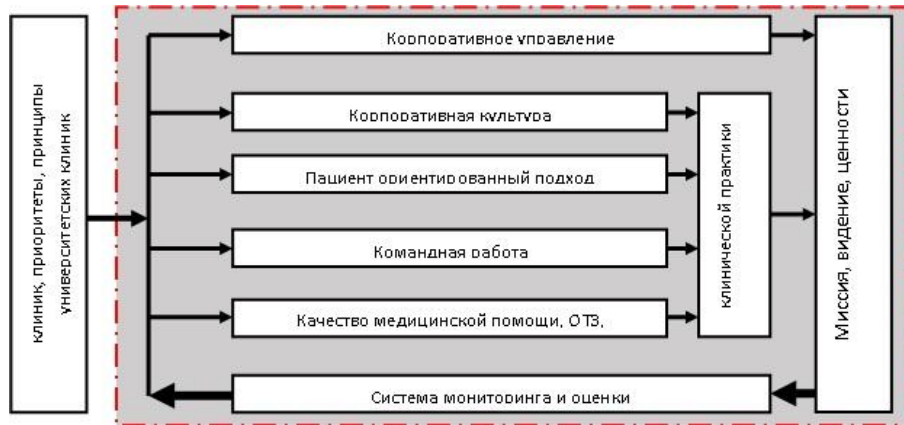 клиник, приоритеты, принципы
университетских клиник
Корпоративное управление
Корпоративная культура
Пациент ориентированный подход
Командная работа
Качество медицинской помощи, ОТЗ,
Система мониторинга и оценки
клинической практики
Миссия, видение, ценности